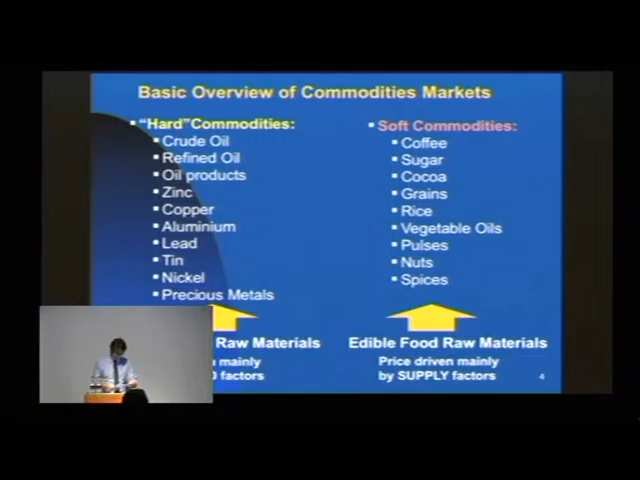 Basic Overview of Commodities Markets
▪ "Hard"Commodities:
▪ Crude Oil
▪ Refined Oil
▪ Oil products
▪ Zinc
▪ Copper
▪ Aluminium
▪ Lead
▪ Tin
▪ Nickel
▪ Precious Metals
Raw Materials
mainly
factors
▪ Soft Commodities:
▪ Coffee
▪ Sugar
▪ Cocoa
▪ Grains
▪ Rice
▪ Vegetable Oils
▪ Pulses
▪ Nuts
▪ Spices
Edible Food Raw Materials
Price driven mainly
by SUPPLY factors
4